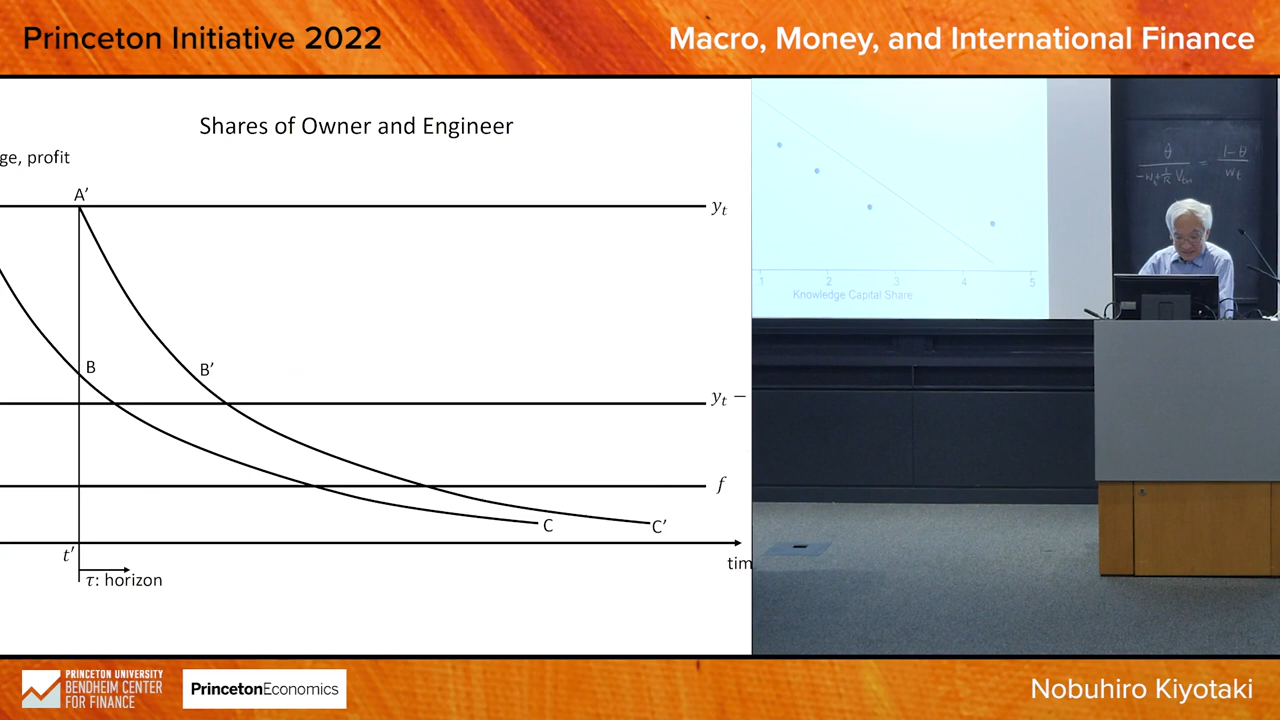 Princeton Initiative 2022
Macro, Money, and International Finance
Shares of Owner and Engineer
ge, profit
A′
y_t
B
B′
y_t −
f
C
C′
t′
tim
τ: horizon
.1
2
3
4
5
Knowledge Capital Share
θ
1-θ
=
w_t
PRINCETON UNIVERSITY
BENDHEIM CENTER
FOR FINANCE
PrincetonEconomics
Nobuhiro Kiyotaki